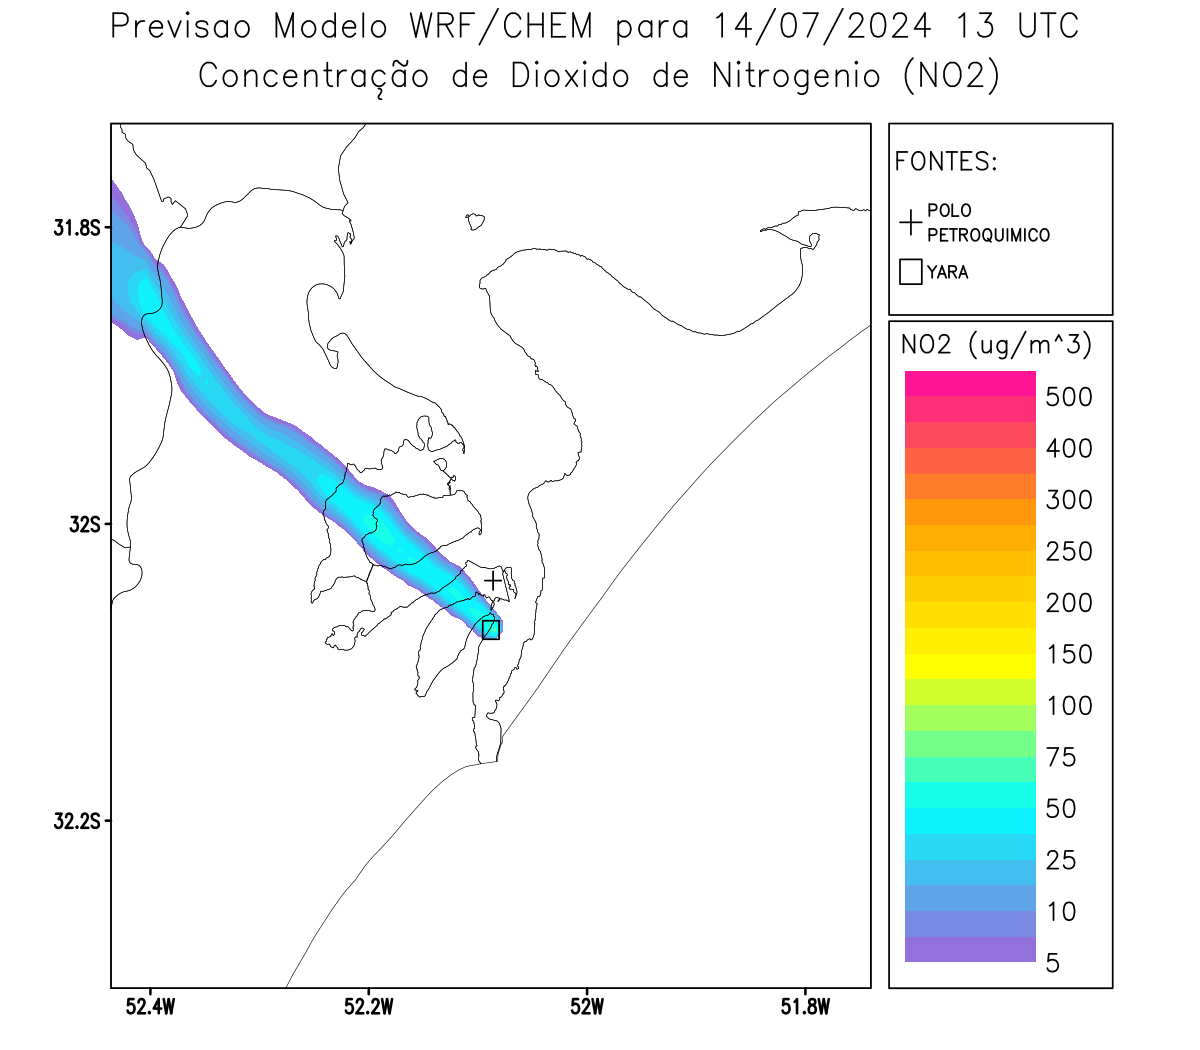 Previsao Modelo WRF/CHEM para 14/07/2024 13 UTC
Concentração de Dioxido de Nitrogenio (NO2)
FONTES:
POLO
PETROQUIMICO
YARA
NO2 (ug/m^3)
500
400
300
250
200
150
100
75
50
25
10
5
31.8S
32S
32.2S
52.4W
52.2W
52W
51.8W